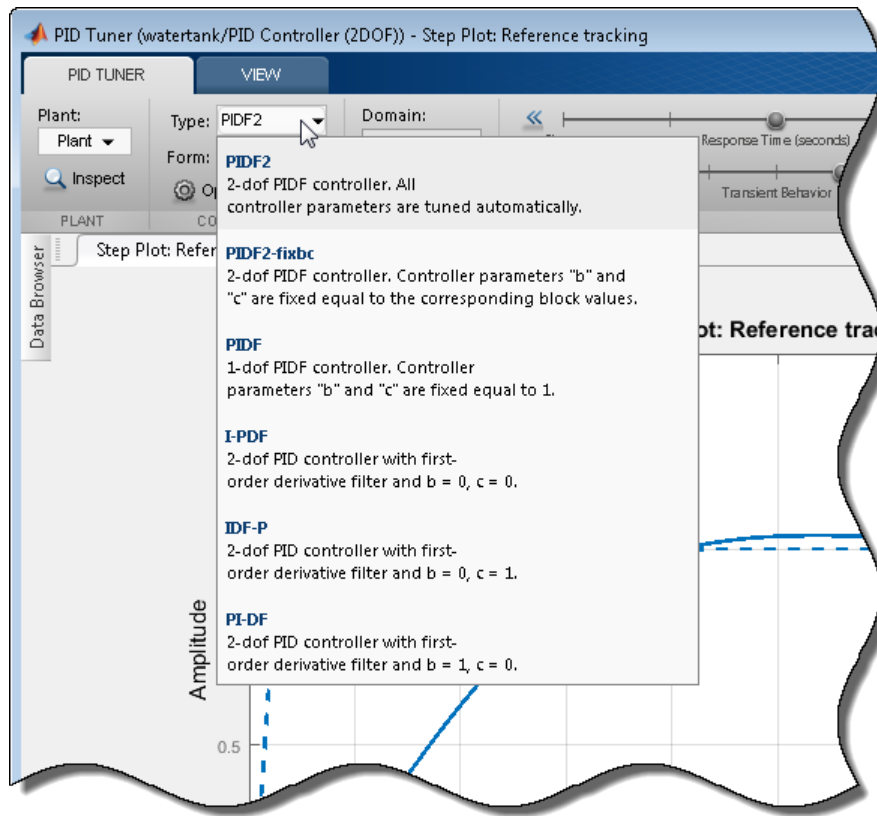 PID Tuner (watertank/PID Controller (2DOF)) - Step Plot: Reference tracking
PID TUNER
VIEW
Plant:
Plant
Inspect
PLANT
Type: PIDF2
Form:
Domain:
Response Time (seconds)
Transient Behavior
Data Browser
Step Plot: Refer
PIDF2
2-dof PIDF controller. All
controller parameters are tuned automatically.
PIDF2-fixbc
2-dof PIDF controller. Controller parameters "b" and
"c" are fixed equal to the corresponding block values.
PIDF
1-dof PIDF controller. Controller
parameters "b" and "c" are fixed equal to 1.
I-PDF
2-dof PID controller with first-
order derivative filter and b = 0, c = 0.
IDF-P
2-dof PID controller with first-
order derivative filter and b = 0, c = 1.
PI-DF
2-dof PID controller with first-
order derivative filter and b = 1, c = 0.
ot: Reference tra
Amplitude
0.5